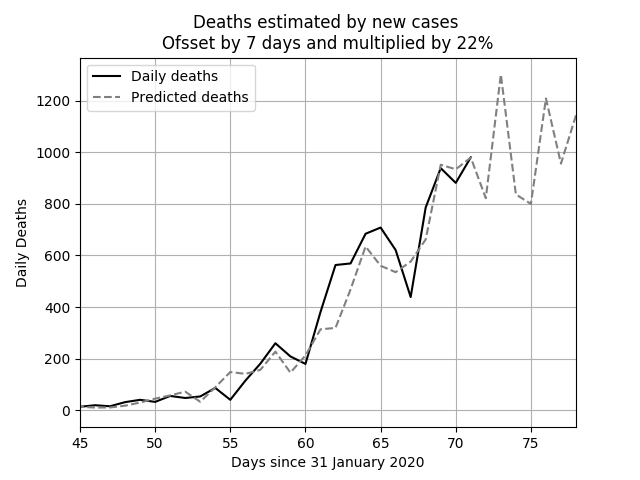 Deaths estimated by new cases
Ofsset by 7 days and multiplied by 22%
Daily deaths
Predicted deaths
1200
1000
800
600
400
200
0
Daily Deaths
45 50 55 60 65 70 75
Days since 31 January 2020